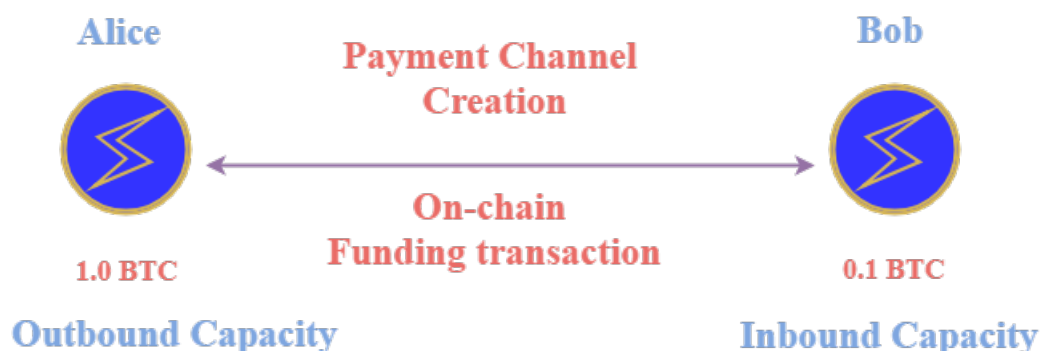 Alice
Bob
Payment Channel
Creation
On-chain
Funding transaction
1.0 BTC
0.1 BTC
Outbound Capacity
Inbound Capacity